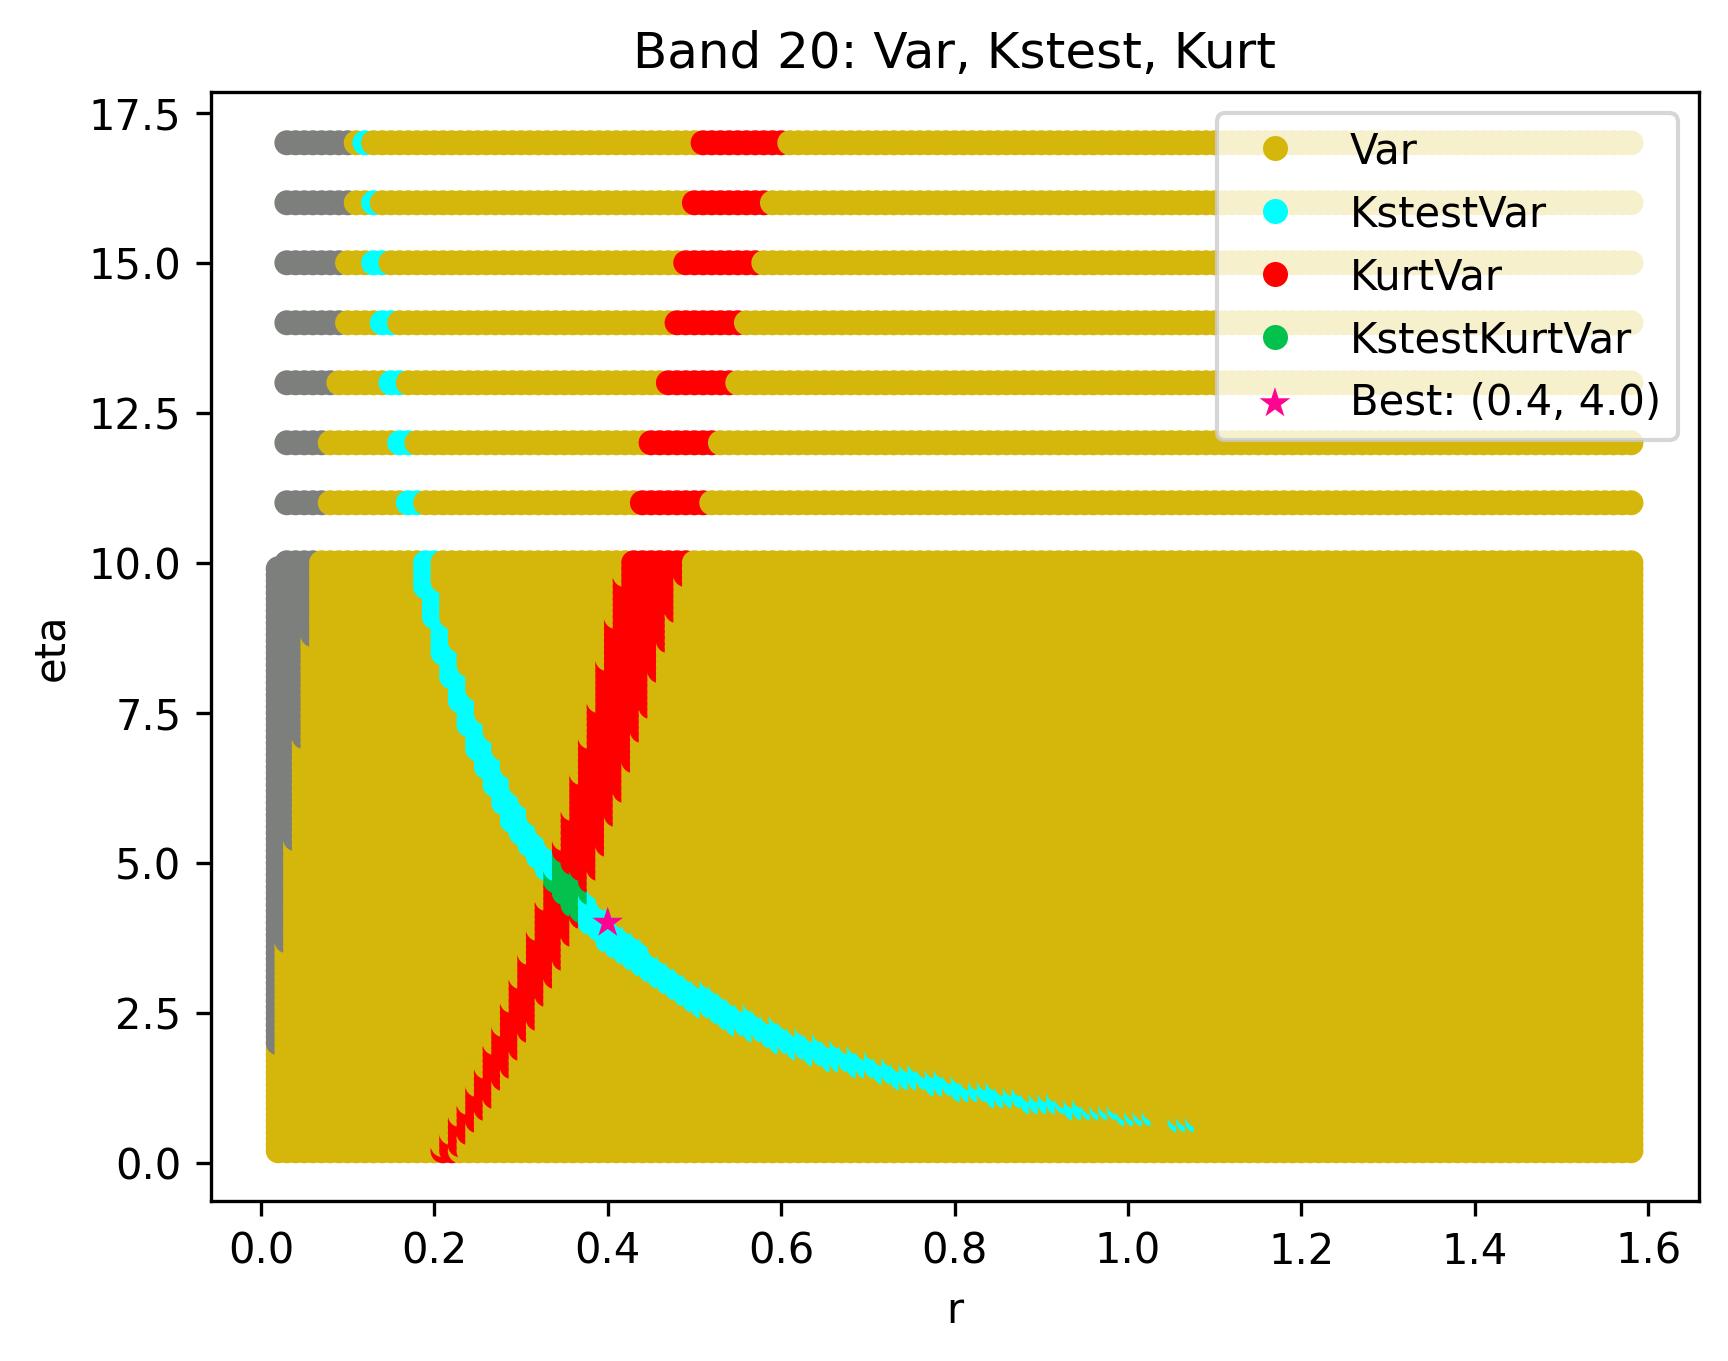 Band 20: Var, Kstest, Kurt
17.5
15.0
12.5
10.0
7.5
5.0
2.5
0.0
eta
Var
KstestVar
KurtVar
KstestKurtVar
Best: (0.4, 4.0)
0.0 0.2 0.4 0.6 0.8 1.0 1.2 1.4 1.6
r